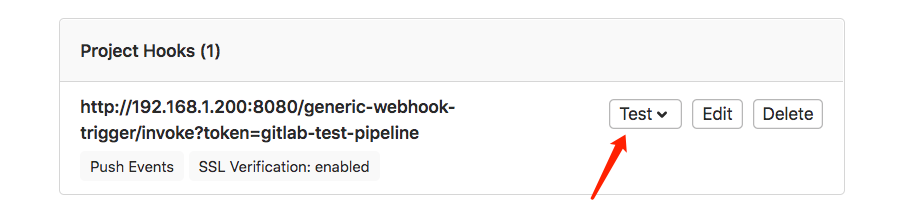 Project Hooks (1)
http://192.168.1.200:8080/generic-webhook-
trigger/invoke?token=gitlab-test-pipeline
Test
Edit
Delete
Push Events
SSL Verification: enabled